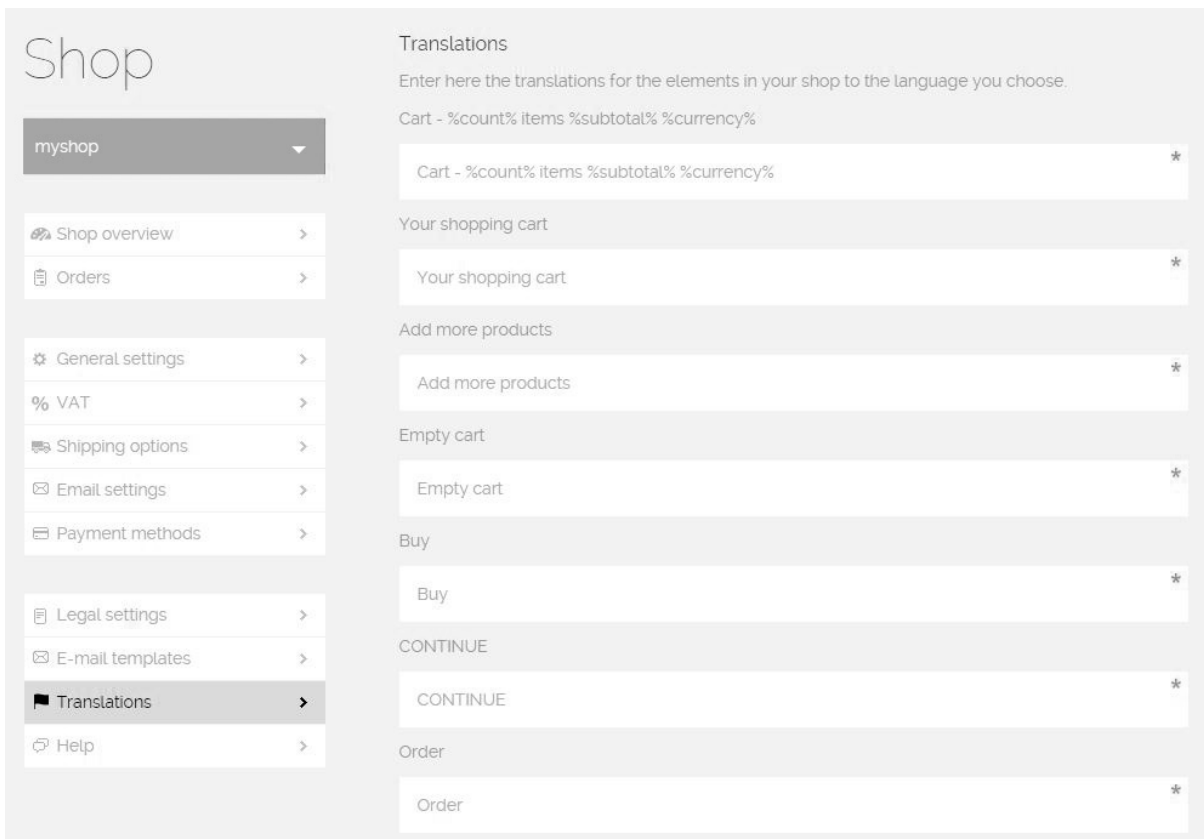 Shop
myshop
Shop overview
Orders
General settings
% VAT
Shipping options
Email settings
Payment methods
Legal settings
E-mail templates
Translations
Help
Translations
Enter here the translations for the elements in your shop to the language you choose.
Cart - %count% items %subtotal% %currency%
Cart - %count% items %subtotal% %currency% *
Your shopping cart
Your shopping cart *
Add more products
Add more products *
Empty cart
Empty cart *
Buy
Buy *
CONTINUE
CONTINUE *
Order
Order *